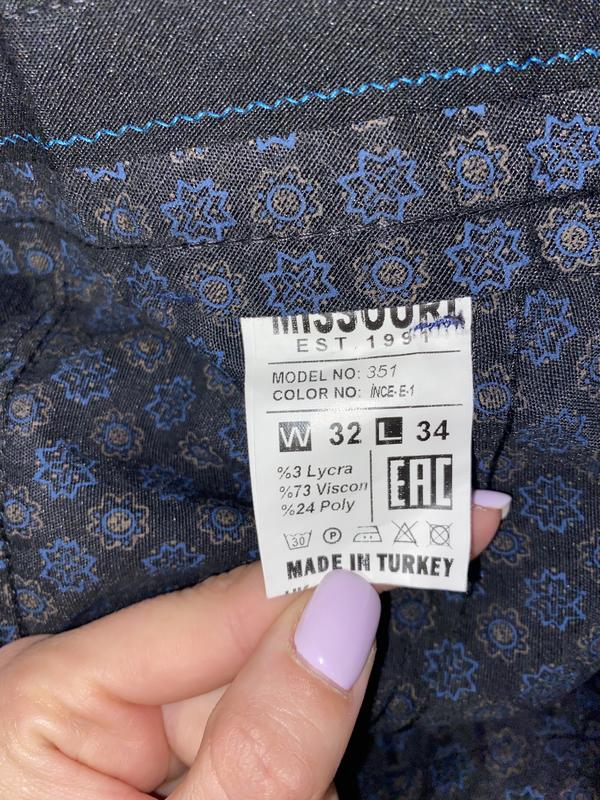 MISSOURI
EST. 1991
MODEL NO: 351
COLOR NO: İNCE-E-1
W 32 L 34
%3 Lycra
%73 Viscon
%24 Poly
EAC
30 P
MADE IN TURKEY